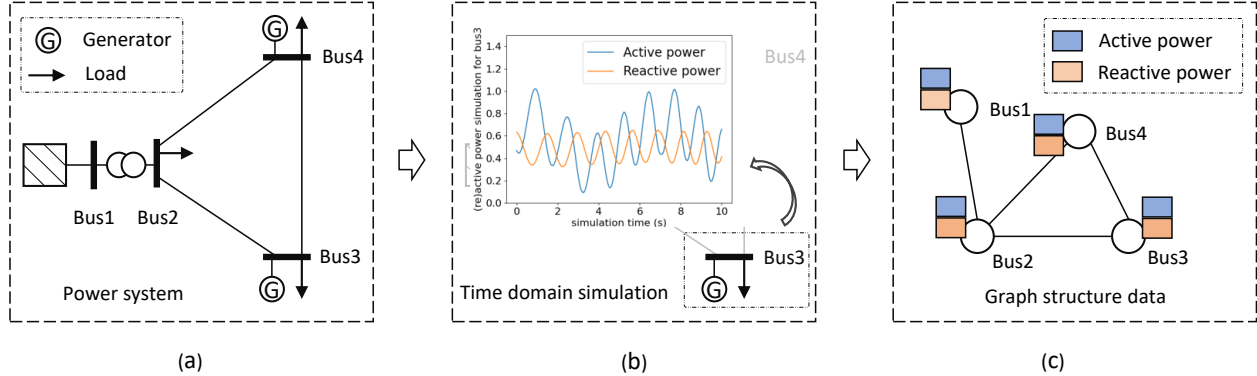 G Generator
Load
G
Bus4
Bus1
Bus2
Bus3
G
Power system
(a)
(re)active power simulation for bus3
1.4
1.2
1.0
0.8
0.6
0.4
0.2
0.0
Active power
Reactive power
0 2 4 6 8 10
simulation time (s)
Bus4
Bus3
G
Time domain simulation
(b)
Active power
Reactive power
Bus1
Bus4
Bus2
Bus3
Graph structure data
(c)